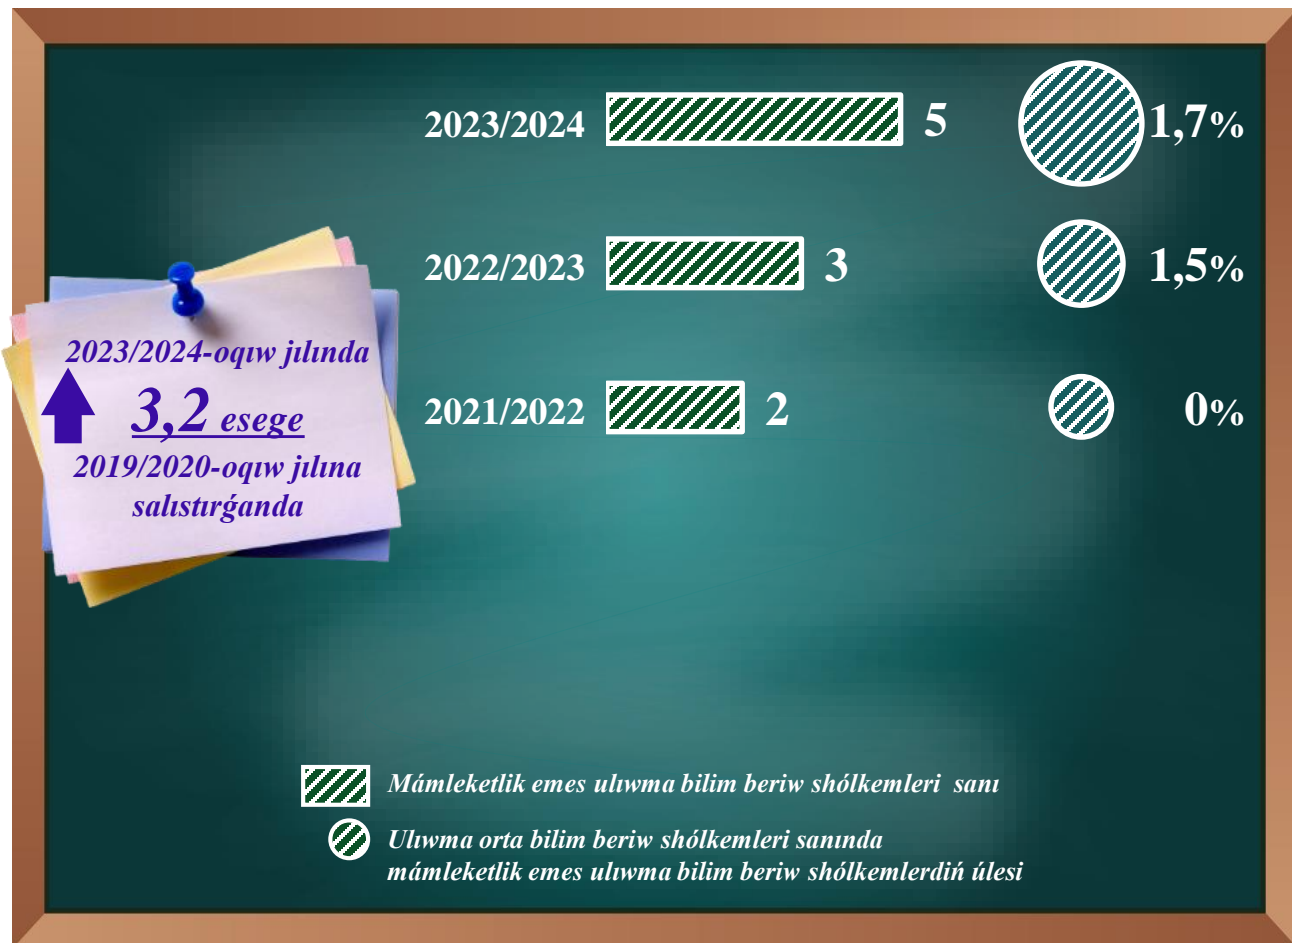 2023/2024 5 1,7%
2022/2023 3 1,5%
2021/2022 2 0%
2023/2024-oqıw jılında
3,2 esege
2019/2020-oqıw jılına
salıstırǵanda
Mámleketlik emes ulıwma bilim beriw shólkemleri sanı
Ulıwma orta bilim beriw shólkemleri sanında
mámleketlik emes ulıwma bilim beriw shólkemlerdiń úlesi